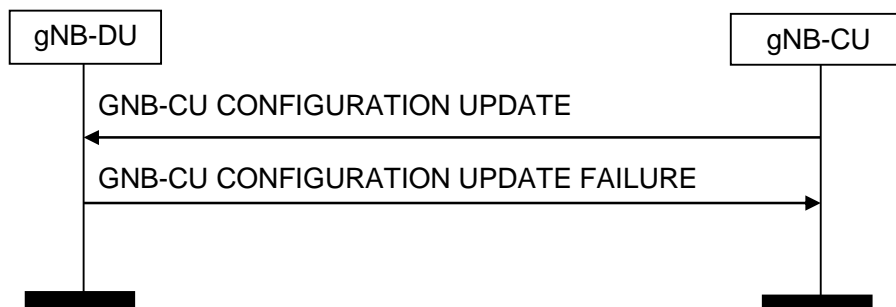 gNB-DU
gNB-CU
GNB-CU CONFIGURATION UPDATE
GNB-CU CONFIGURATION UPDATE FAILURE